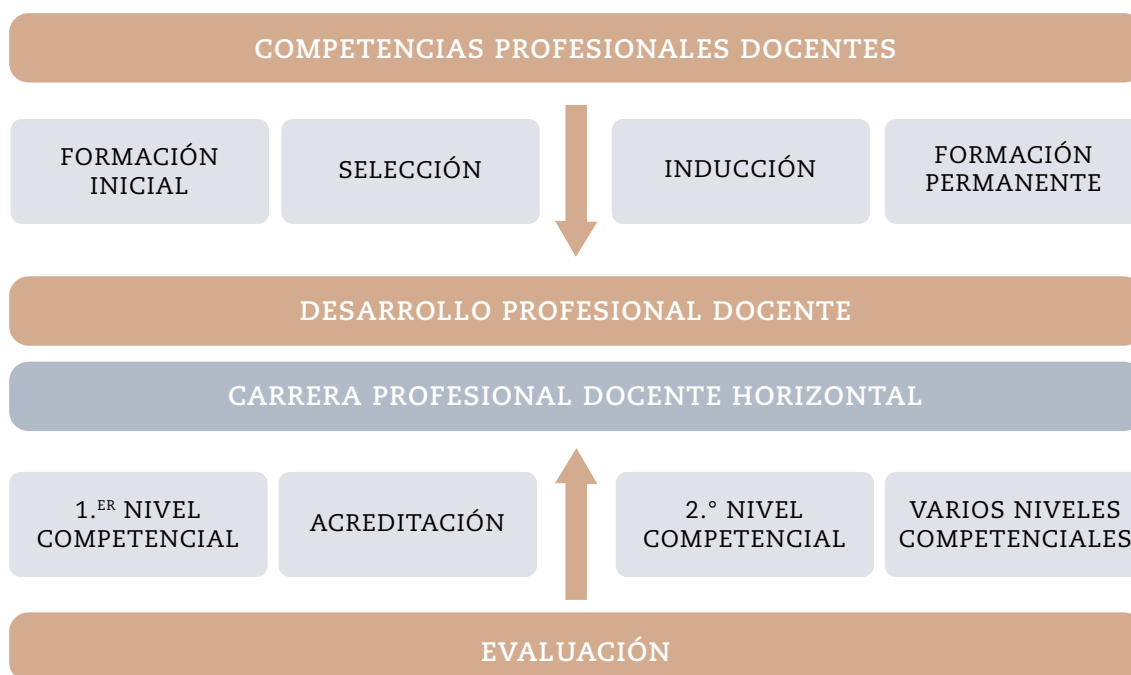 COMPETENCIAS PROFESIONALES DOCENTES
FORMACIÓN
INICIAL
SELECCIÓN
INDUCCIÓN
FORMACIÓN
PERMANENTE
DESARROLLO PROFESIONAL DOCENTE
CARRERA PROFESIONAL DOCENTE HORIZONTAL
1.ER NIVEL
COMPETENCIAL
ACREDITACIÓN
2.° NIVEL
COMPETENCIAL
VARIOS NIVELES
COMPETENCIALES
EVALUACIÓN